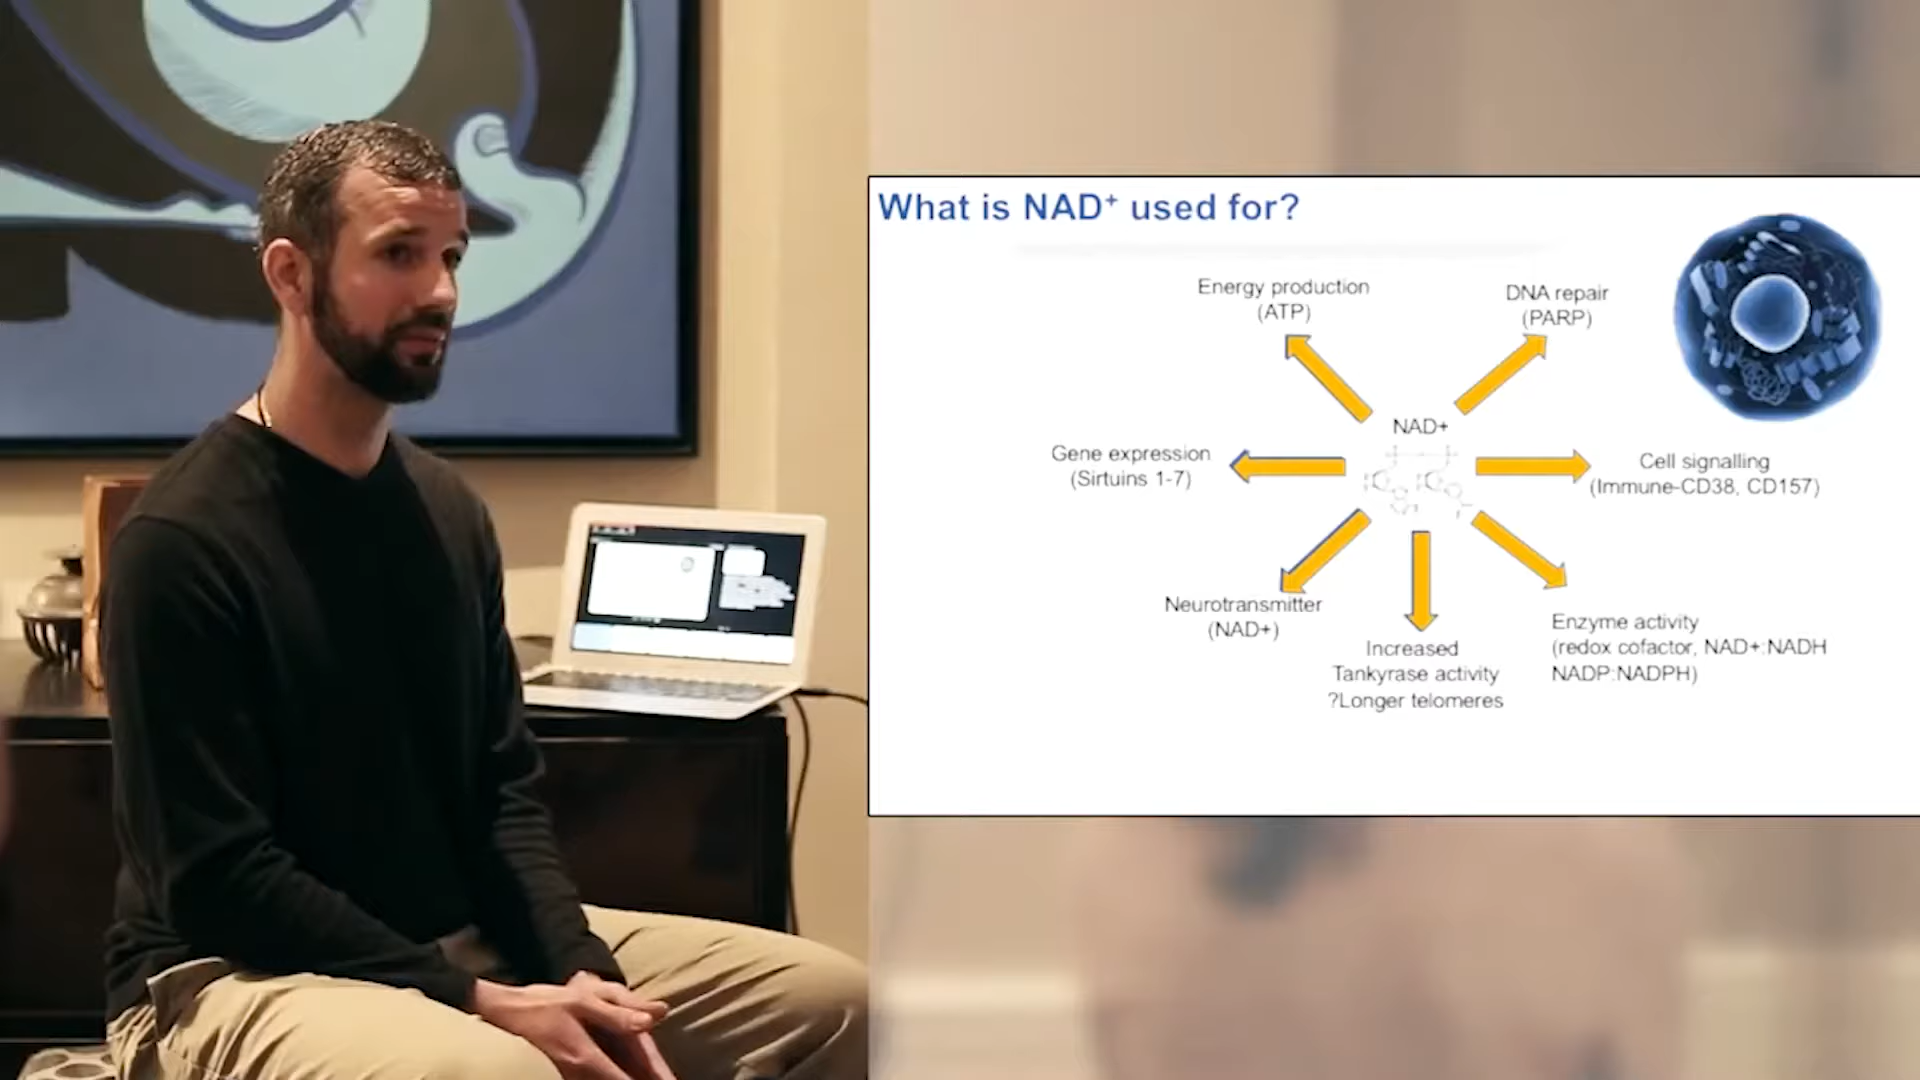 What is NAD⁺ used for?
Energy production
(ATP)
DNA repair
(PARP)
NAD+
Gene expression
(Sirtuins 1-7)
Cell signalling
(Immune-CD38, CD157)
Neurotransmitter
(NAD+)
Increased
Tankyrase activity
?Longer telomeres
Enzyme activity
(redox cofactor, NAD+:NADH
NADP:NADPH)